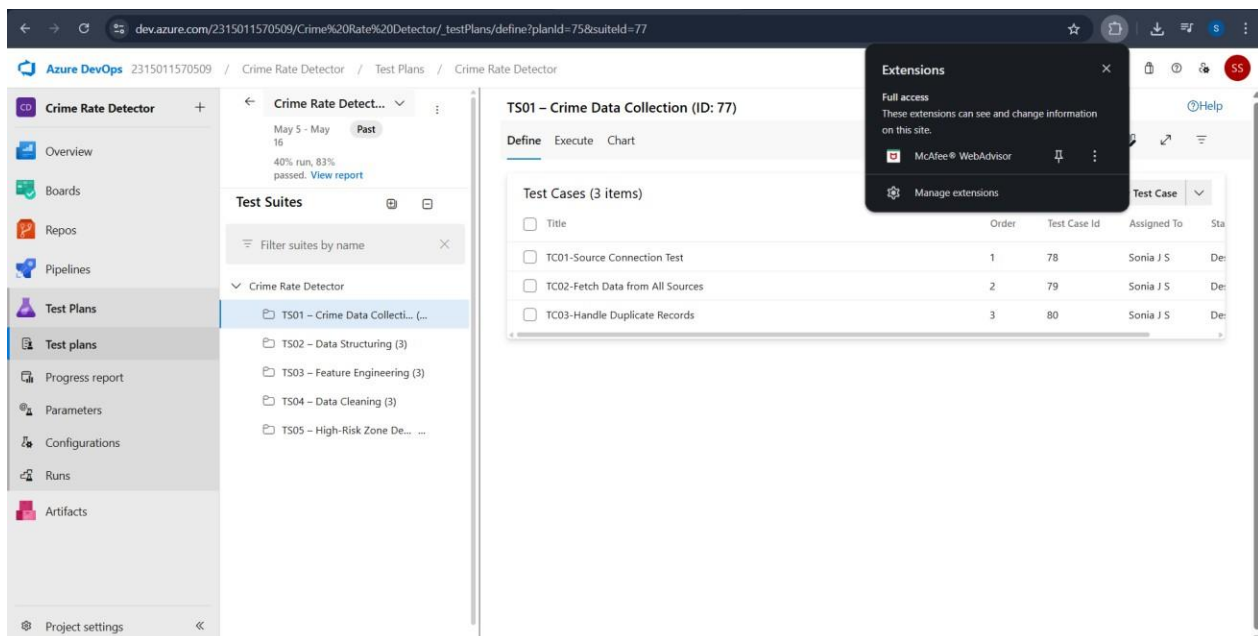 dev.azure.com/2315011570509/Crime%20Rate%20Detector/_testPlans/define?planId=75&suiteId=77
S
Azure DevOps 2315011570509 / Crime Rate Detector / Test Plans / Crime Rate Detector
SS
Extensions
Full access
These extensions can see and change information
on this site.
McAfee® WebAdvisor
Manage extensions
CD Crime Rate Detector
Overview
Boards
Repos
Pipelines
Test Plans
Test plans
Progress report
Parameters
Configurations
Runs
Artifacts
Project settings
Crime Rate Detect...
May 5 - May
16
Past
40% run, 83%
passed. View report
Test Suites
Filter suites by name
Crime Rate Detector
TS01 – Crime Data Collecti... (...
TS02 – Data Structuring (3)
TS03 – Feature Engineering (3)
TS04 – Data Cleaning (3)
TS05 – High-Risk Zone De... ...
TS01 – Crime Data Collection (ID: 77)
Help
Define Execute Chart
Test Cases (3 items)
Test Case
Title Order Test Case Id Assigned To Sta
TC01-Source Connection Test 1 78 Sonia J S De
TC02-Fetch Data from All Sources 2 79 Sonia J S De
TC03-Handle Duplicate Records 3 80 Sonia J S De